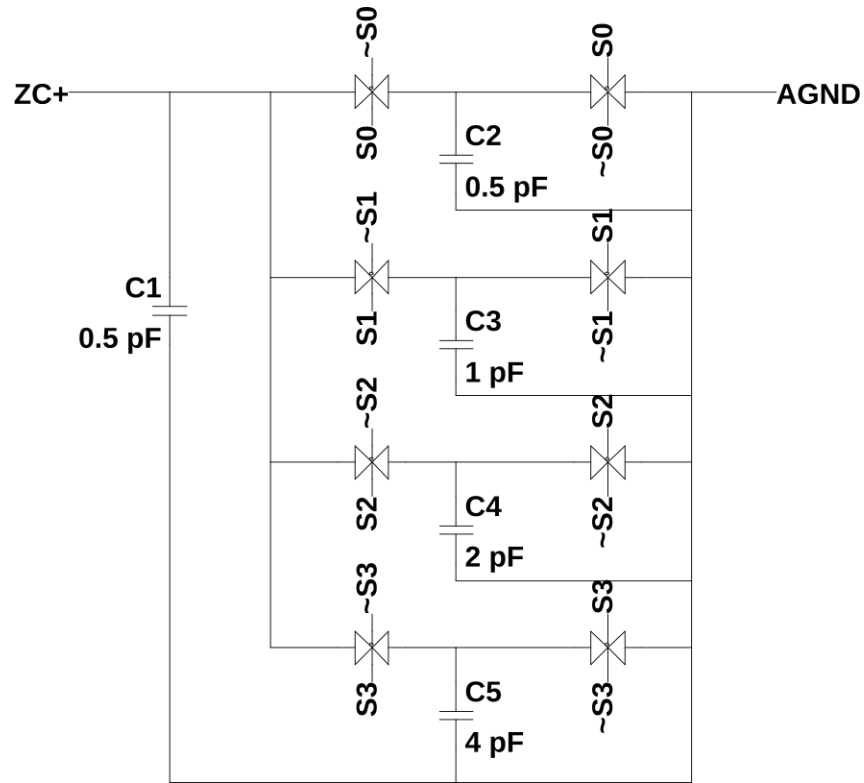 ~S0
S0
ZC+
AGND
S0
C2
~S0
0.5 pF
~S1
S1
C1
0.5 pF
S1
C3
~S1
1 pF
~S2
S2
S2
C4
~S2
2 pF
~S3
S3
S3
C5
~S3
4 pF